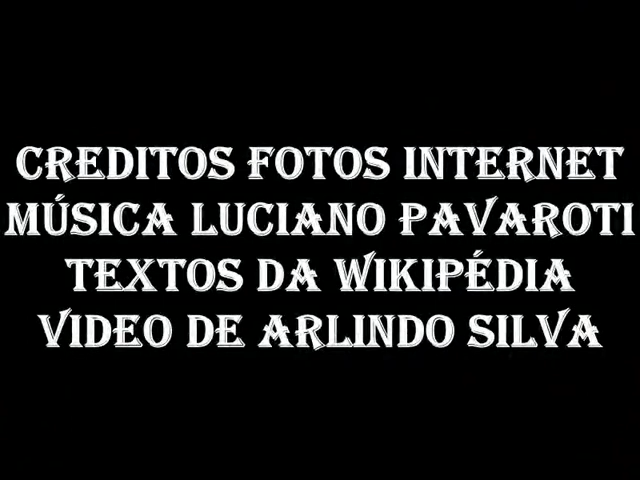 CREDITOS FOTOS INTERNET
MÚSICA LUCIANO PAVAROTI
TEXTOS DA WIKIPÉDIA
VIDEO DE ARLINDO SILVA